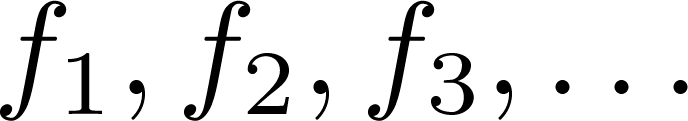 f₁, f₂, f₃, . . .